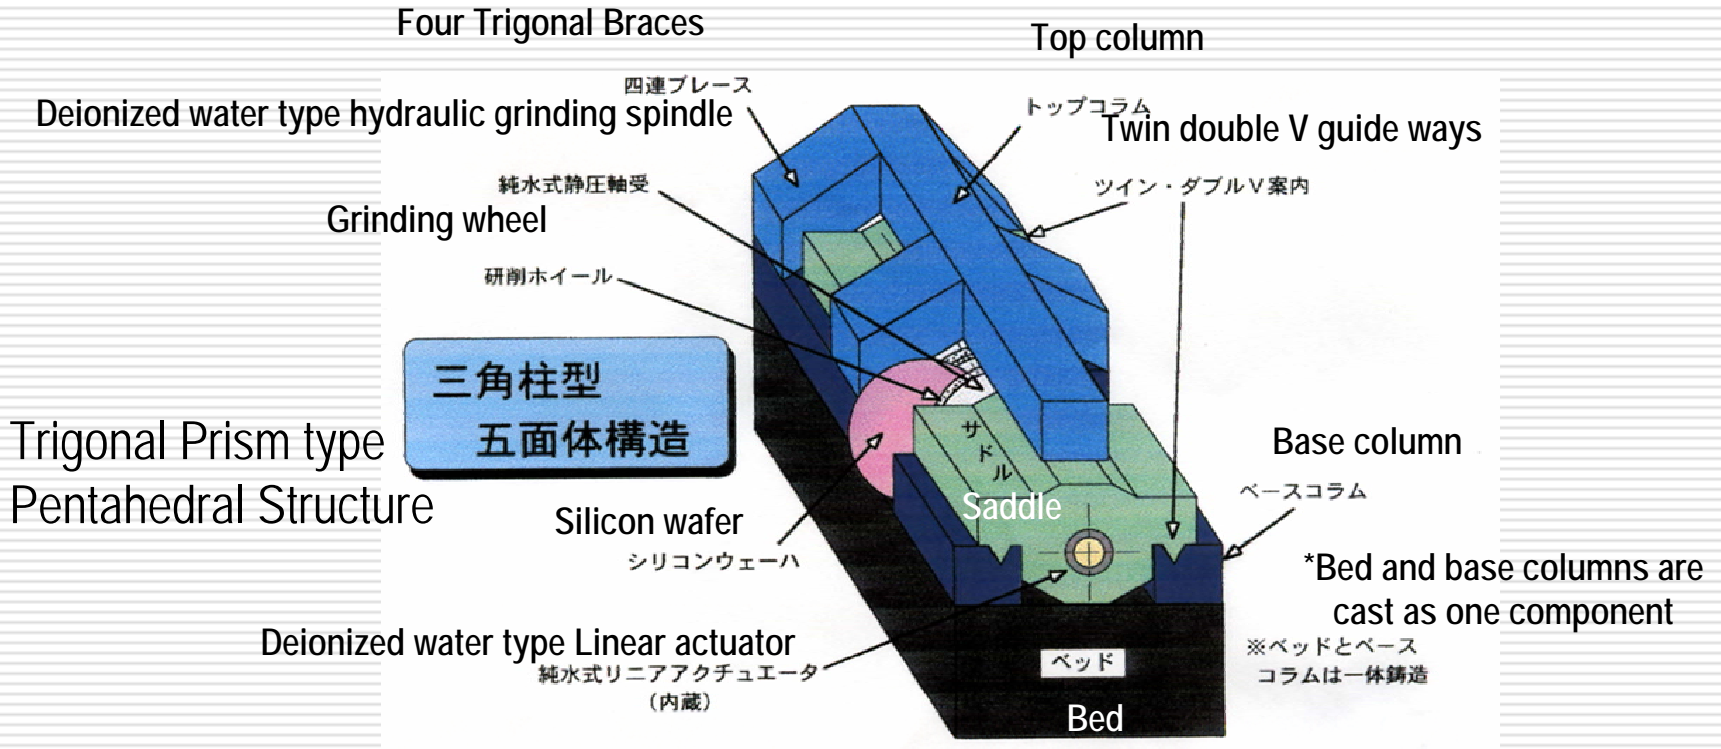 Four Trigonal Braces
Top column
四連ブレース
トップコラム
Deionized water type hydraulic grinding spindle
Twin double V guide ways
純水式静圧軸受
ツイン・ダブルV案内
Grinding wheel
研削ホイール
三角柱型
五面体構造
Trigonal Prism type
Pentahedral Structure
サドル
Saddle
Base column
ベースコラム
Silicon wafer
シリコンウェーハ
*Bed and base columns are
cast as one component
Deionized water type Linear actuator
純水式リニアアクチュエータ
(内蔵)
ベッド
Bed
※ベッドとベース
コラムは一体鋳造